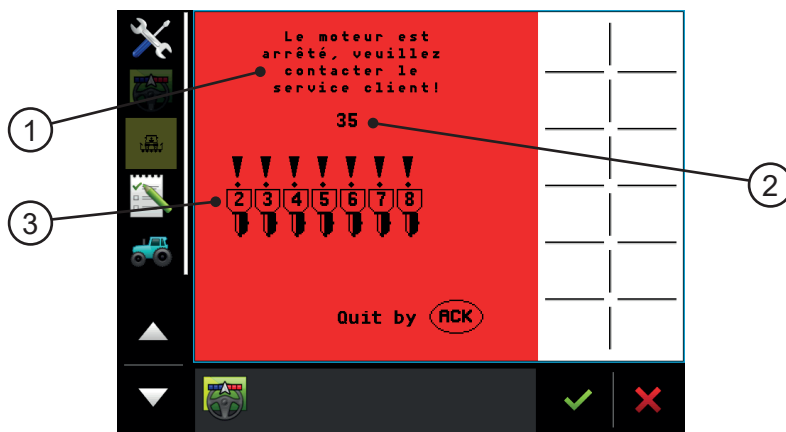 Le moteur est
arrêté, veuillez
contacter le
service client!
35
1
2
3
2 3 4 5 6 7 8
Quit by ACK